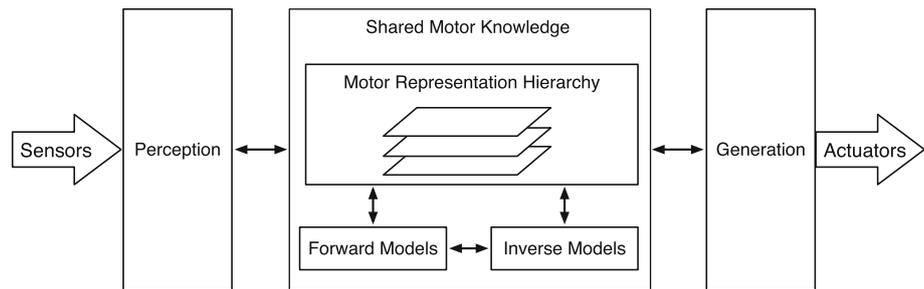 Shared Motor Knowledge
Motor Representation Hierarchy
Sensors
Perception
Generation
Actuators
Forward Models
Inverse Models